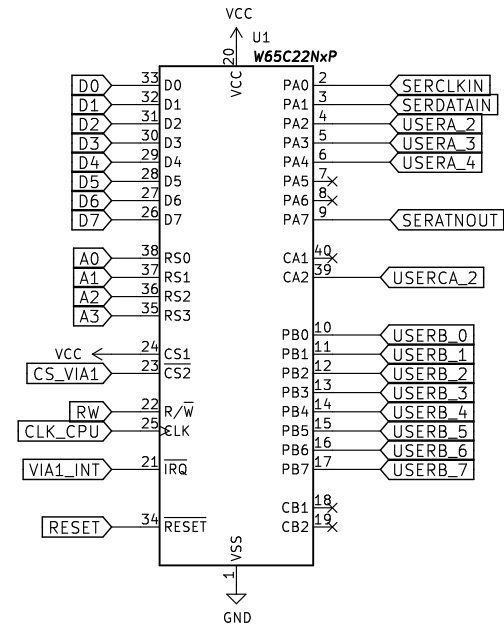 VCC
U1
W65C22NxP
20
VCC
D0 33 D0 PA0 2 SERCLKIN
D1 32 D1 PA1 3 SERDATAIN
D2 31 D2 PA2 4 USERA_2
D3 30 D3 PA3 5 USERA_3
D4 29 D4 PA4 6 USERA_4
D5 28 D5 PA5 7
D6 27 D6 PA6 8
D7 26 D7 PA7 9 SERATNOUT
A0 38 RS0 CA1 40
A1 37 RS1 CA2 39 USERCA_2
A2 36 RS2
A3 35 RS3
PB0 10 USERB_0
VCC 24 CS1 PB1 11 USERB_1
CS_VIA1 23 CS2 PB2 12 USERB_2
PB3 13 USERB_3
RW 22 R/W PB4 14 USERB_4
CLK_CPU 25 CLK PB5 15 USERB_5
PB6 16 USERB_6
VIA1_INT 21 IRQ PB7 17 USERB_7
CB1 18
RESET 34 RESET CB2 19
VSS
1
GND